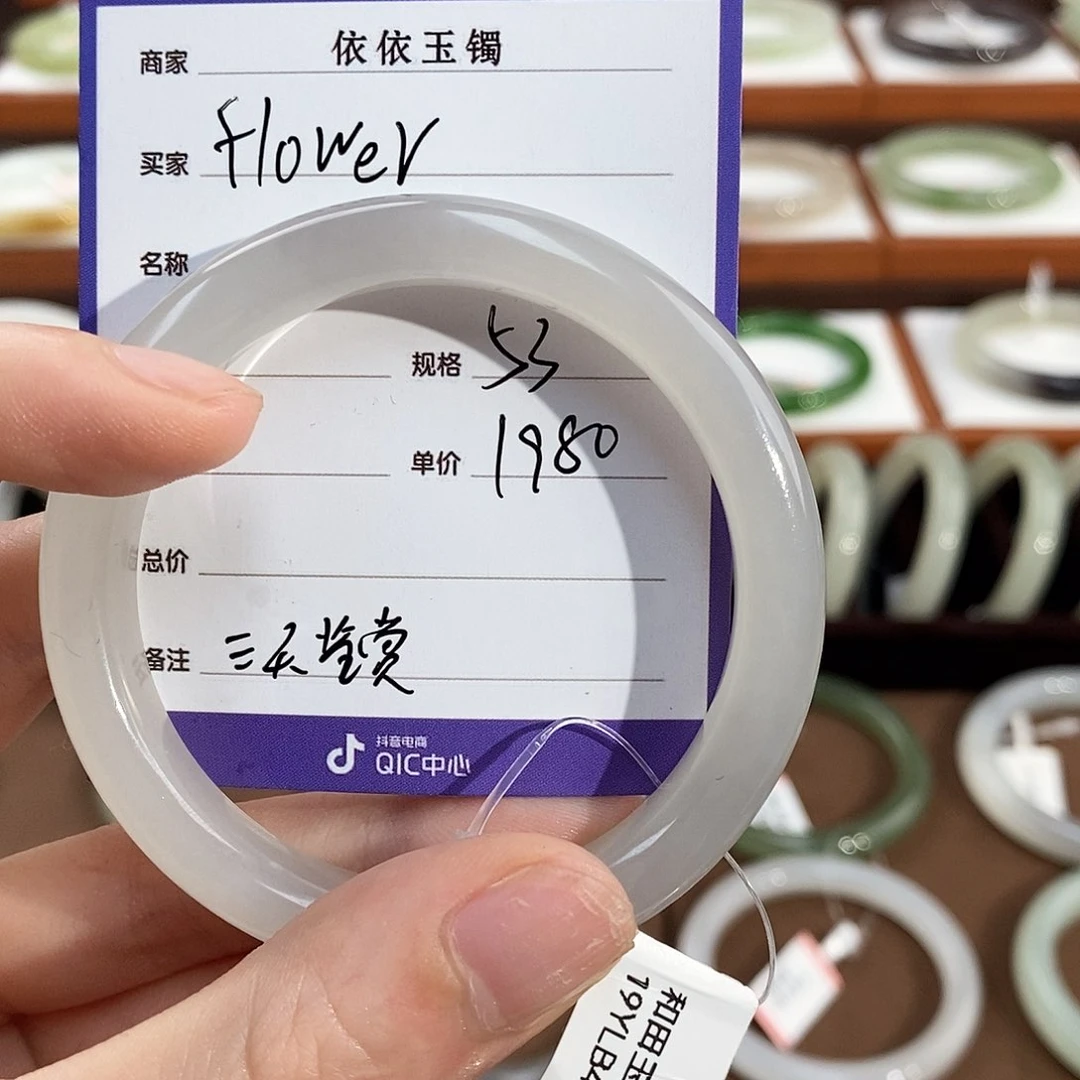 商家 依依玉镯
买家 flower
名称
规格 53
单价 1980
总价
备注 三天鉴赏
抖音电商
QIC中心
和田玉
19YLB4